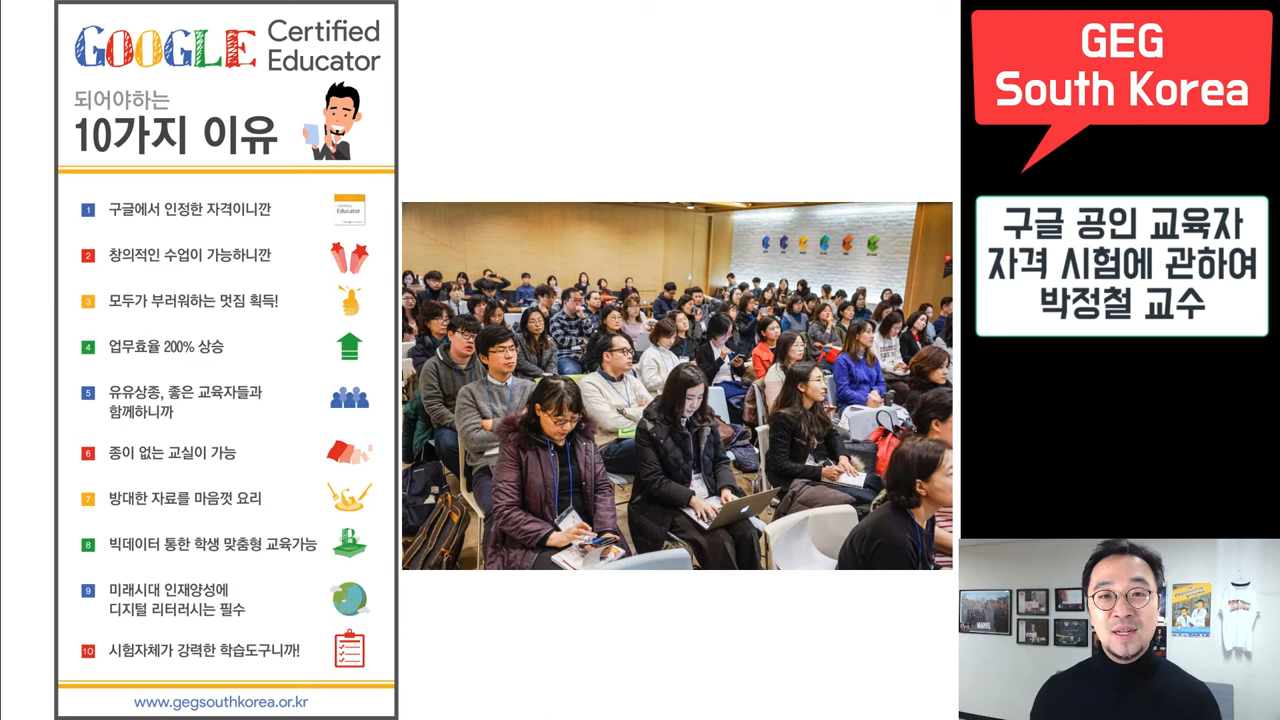 GOOGLE Certified
Educator
되어야하는
10가지 이유
1 구글에서 인정한 자격이니깐
Educator
2 창의적인 수업이 가능하니깐
3 모두가 부러워하는 멋짐 획득!
4 업무효율 200% 상승
5 유유상종, 좋은 교육자들과
함께하니까
6 종이 없는 교실이 가능
7 방대한 자료를 마음껏 요리
8 빅데이터 통한 학생 맞춤형 교육가능
9 미래시대 인재양성에
디지털 리터러시는 필수
10 시험자체가 강력한 학습도구니까!
www.gegsouthkorea.or.kr
GEG
South Korea
구글 공인 교육자
자격 시험에 관하여
박정철 교수
MARVEL